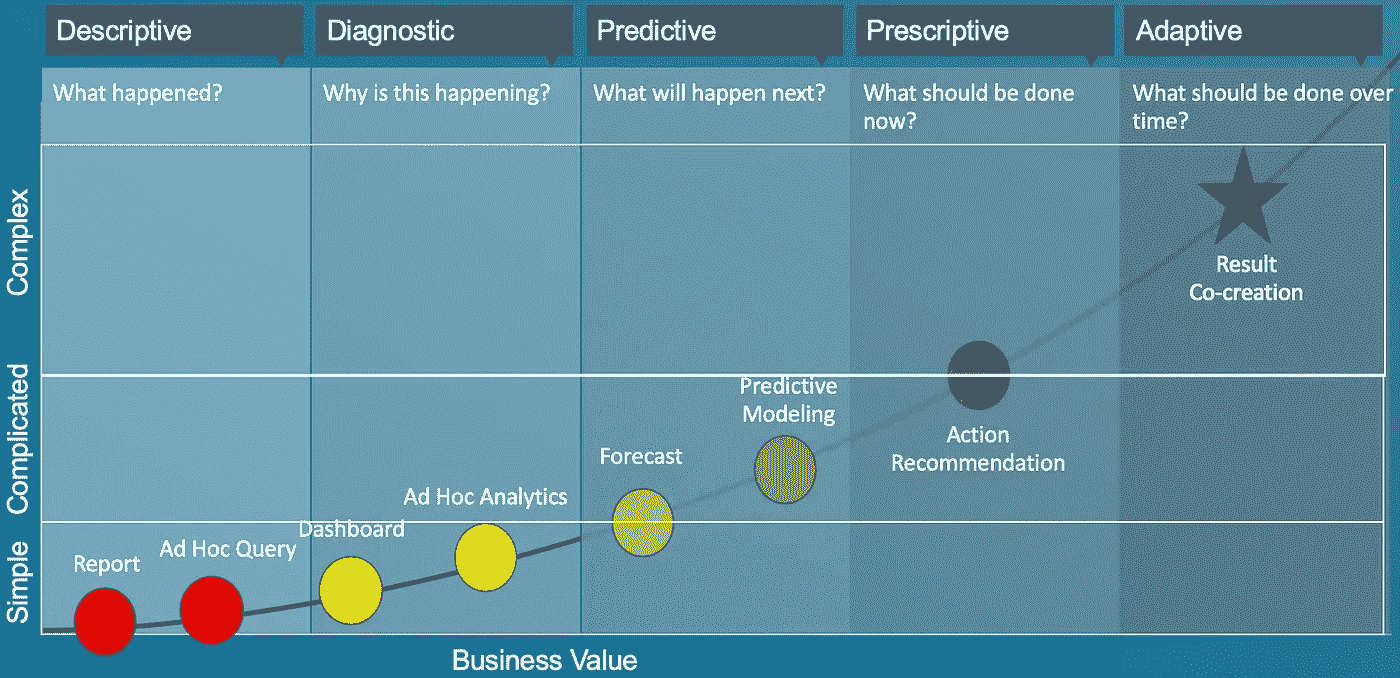 Descriptive
Diagnostic
Predictive
Prescriptive
Adaptive
What happened?
Why is this happening?
What will happen next?
What should be done
now?
What should be done over
time?
Complex
Complicated
Simple
Result
Co-creation
Predictive
Modeling
Action
Recommendation
Forecast
Ad Hoc Analytics
Dashboard
Ad Hoc Query
Report
Business Value